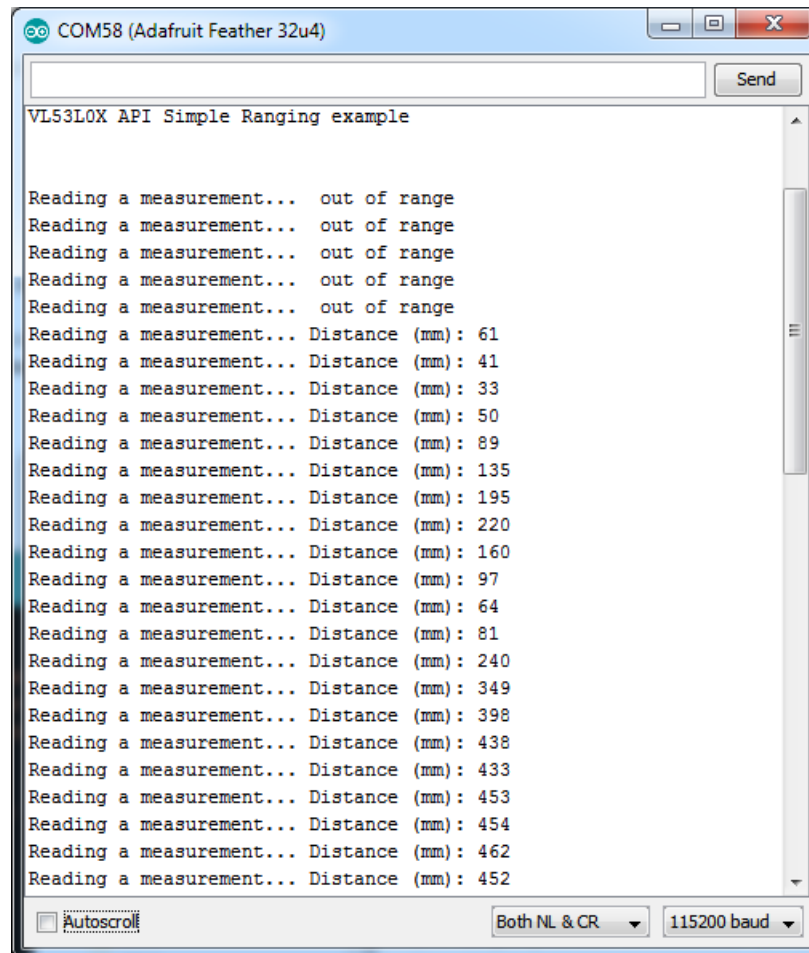 COM58 (Adafruit Feather 32u4)
Send
VL53L0X API Simple Ranging example
Reading a measurement...  out of range
Reading a measurement...  out of range
Reading a measurement...  out of range
Reading a measurement...  out of range
Reading a measurement...  out of range
Reading a measurement... Distance (mm): 61
Reading a measurement... Distance (mm): 41
Reading a measurement... Distance (mm): 33
Reading a measurement... Distance (mm): 50
Reading a measurement... Distance (mm): 89
Reading a measurement... Distance (mm): 135
Reading a measurement... Distance (mm): 195
Reading a measurement... Distance (mm): 220
Reading a measurement... Distance (mm): 160
Reading a measurement... Distance (mm): 97
Reading a measurement... Distance (mm): 64
Reading a measurement... Distance (mm): 81
Reading a measurement... Distance (mm): 240
Reading a measurement... Distance (mm): 349
Reading a measurement... Distance (mm): 398
Reading a measurement... Distance (mm): 438
Reading a measurement... Distance (mm): 433
Reading a measurement... Distance (mm): 453
Reading a measurement... Distance (mm): 454
Reading a measurement... Distance (mm): 462
Reading a measurement... Distance (mm): 452
Autoscroll Both NL & CR 115200 baud